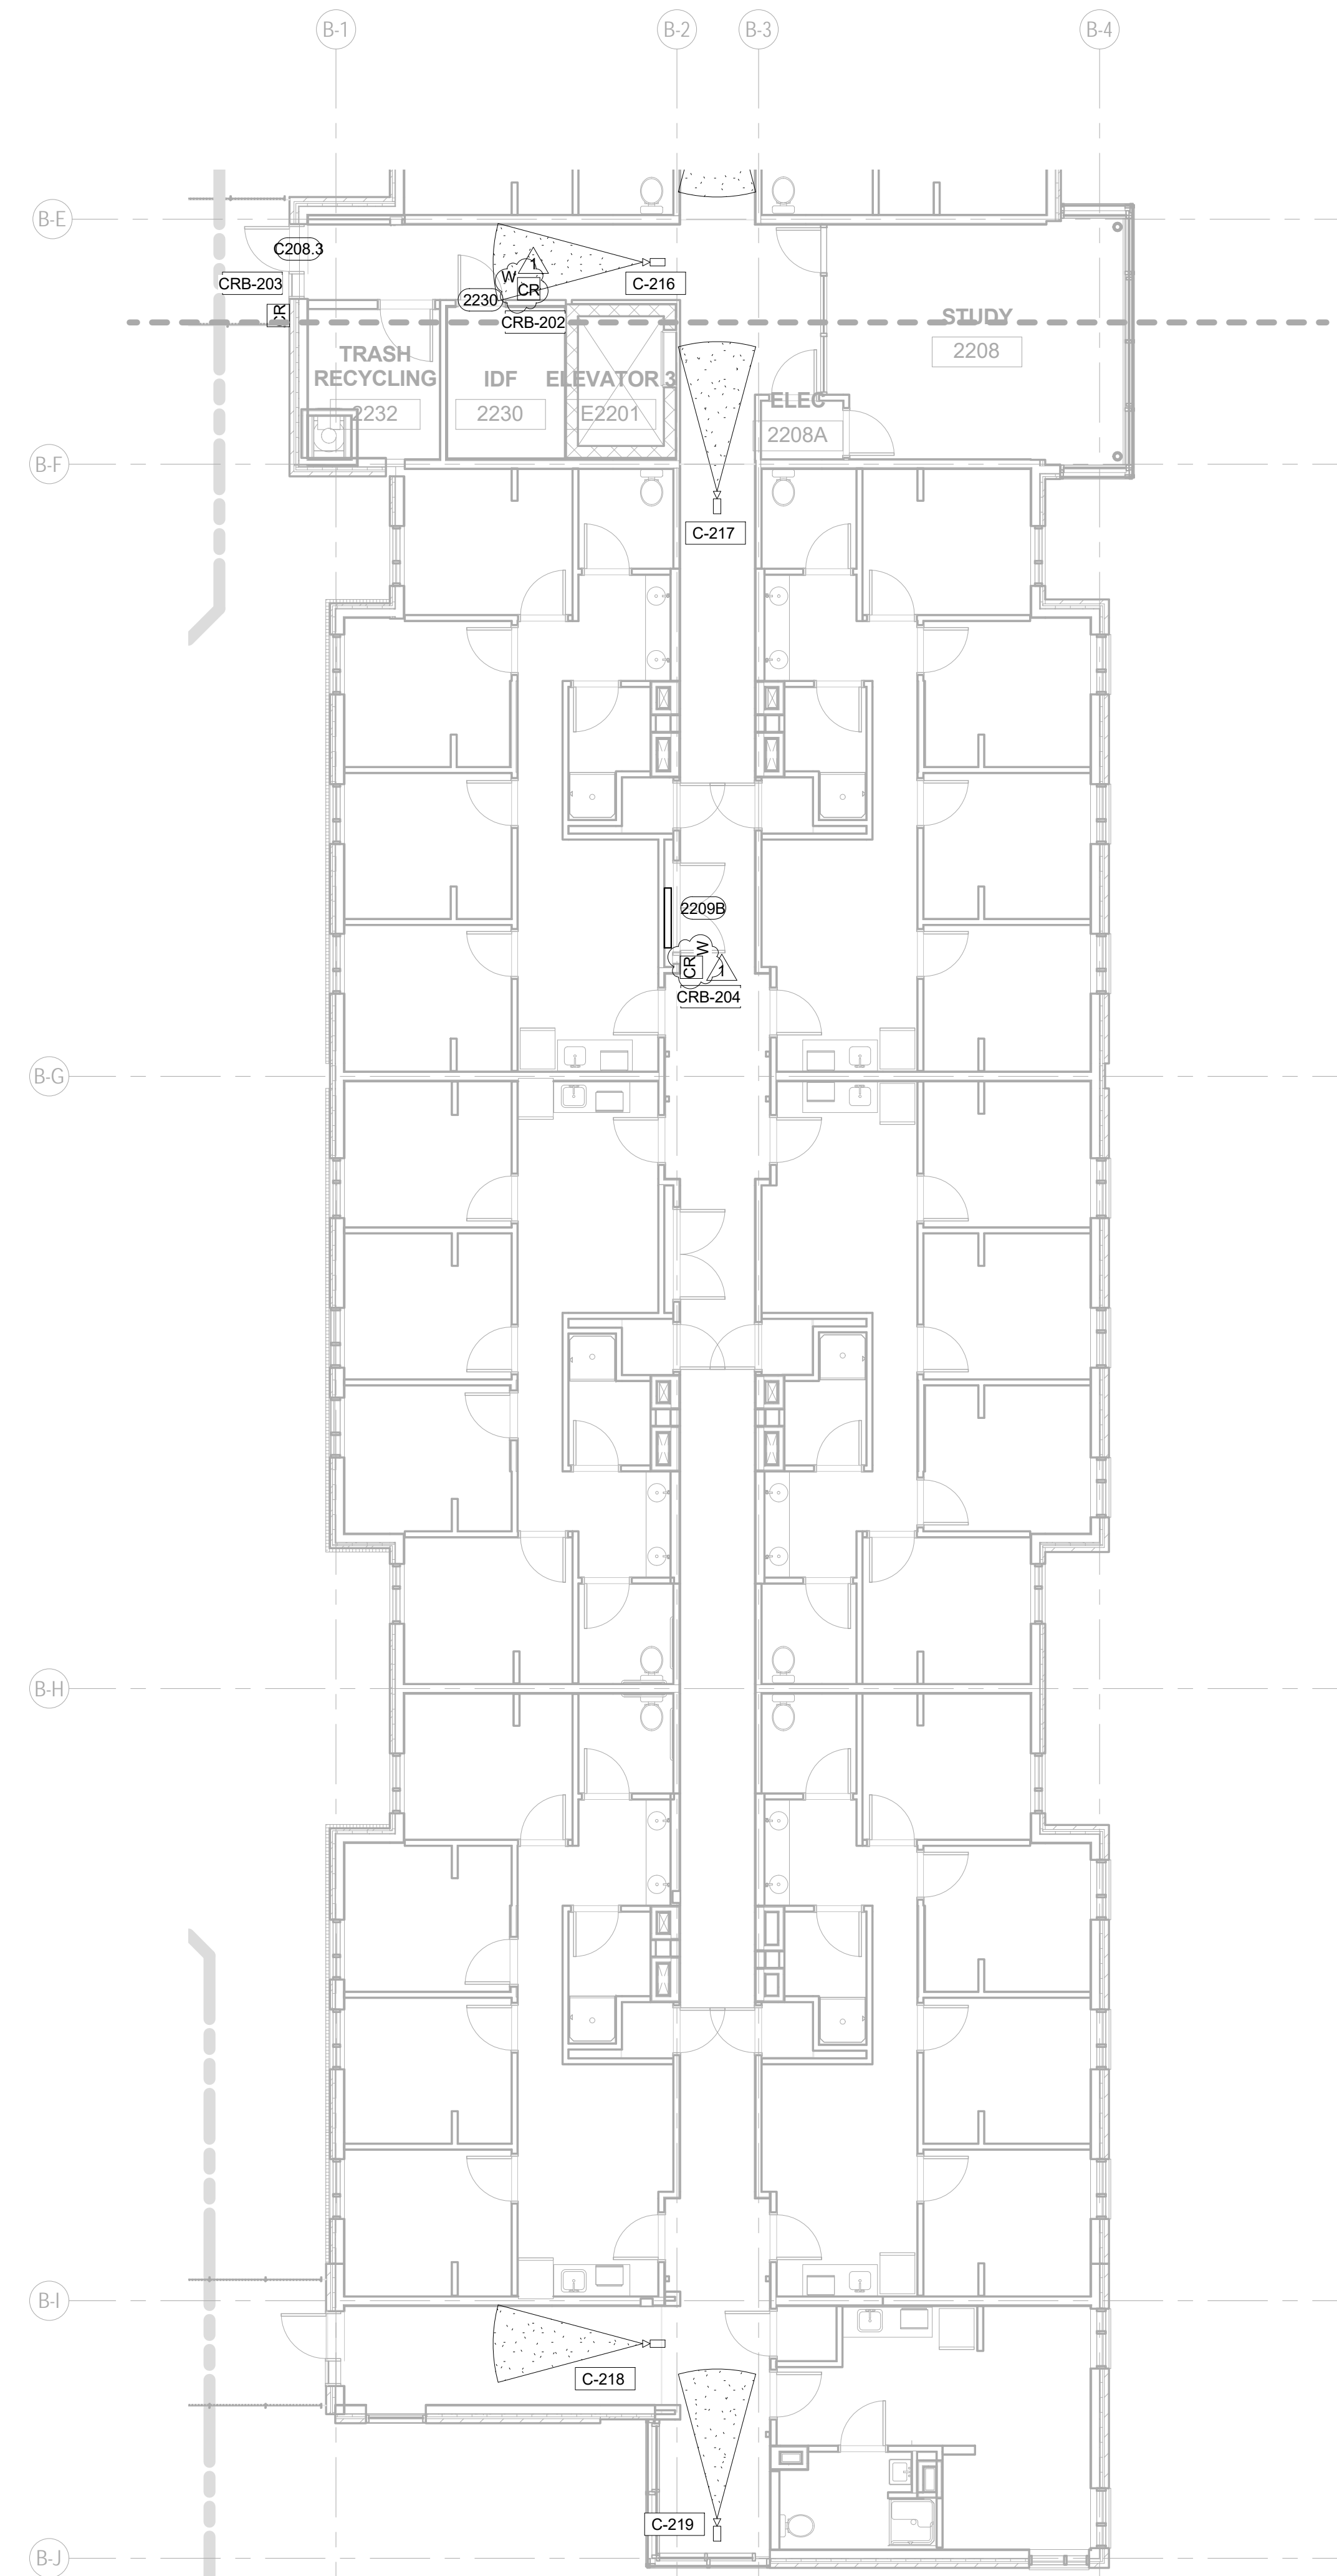 B-1
B-2
B-3
B-4
B-E
C208.3
CRB-203
CR
W
1
CR
2230
CRB-202
C-216
STUDY
2208
TRASH
RECYCLING
2232
IDF
2230
ELEVATOR 3
E2201
ELEC
2208A
B-F
C-217
2209B
W
CR
1
CRB-204
B-G
B-H
B-I
C-218
C-219
B-J